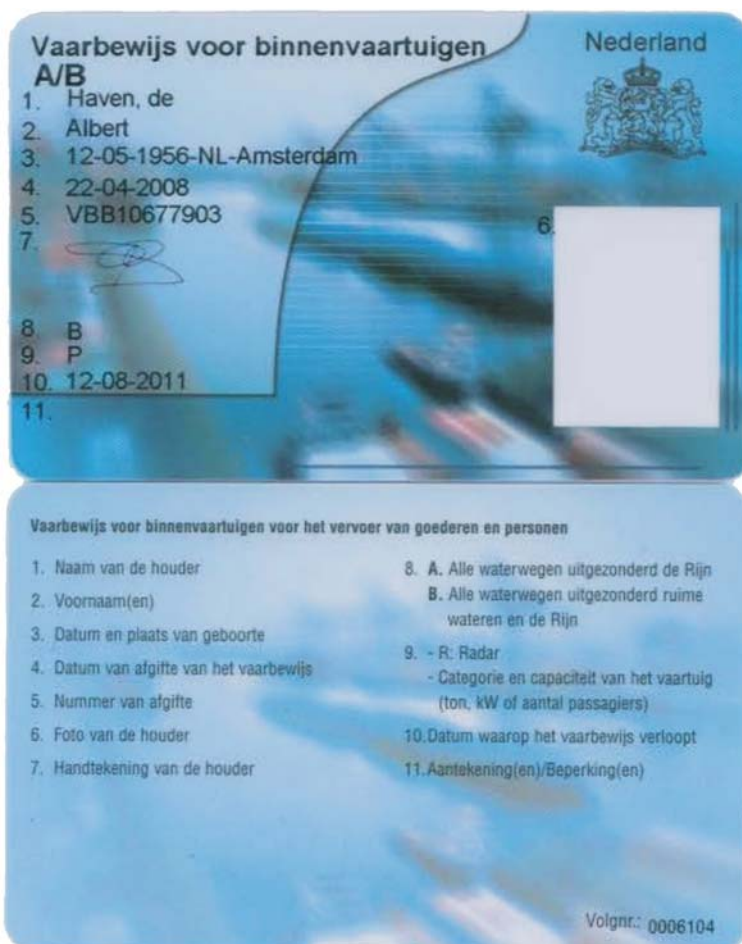 Vaarbewijs voor binnenvaartuigen
Nederland
A/B
1. Haven, de
2. Albert
3. 12-05-1956-NL-Amsterdam
4. 22-04-2008
5. VBB10677903
6.
7.
8. B
9. P
10. 12-08-2011
11.
Vaarbewijs voor binnenvaartuigen voor het vervoer van goederen en personen
1. Naam van de houder
2. Voornaam(en)
3. Datum en plaats van geboorte
4. Datum van afgifte van het vaarbewijs
5. Nummer van afgifte
6. Foto van de houder
7. Handtekening van de houder
8. A. Alle waterwegen uitgezonderd de Rijn
B. Alle waterwegen uitgezonderd ruime
wateren en de Rijn
9. - R: Radar
- Categorie en capaciteit van het vaartuig
(ton, kW of aantal passagiers)
10.Datum waarop het vaarbewijs verloopt
11.Aantekening(en)/Beperking(en)
Volgnr.: 0006104